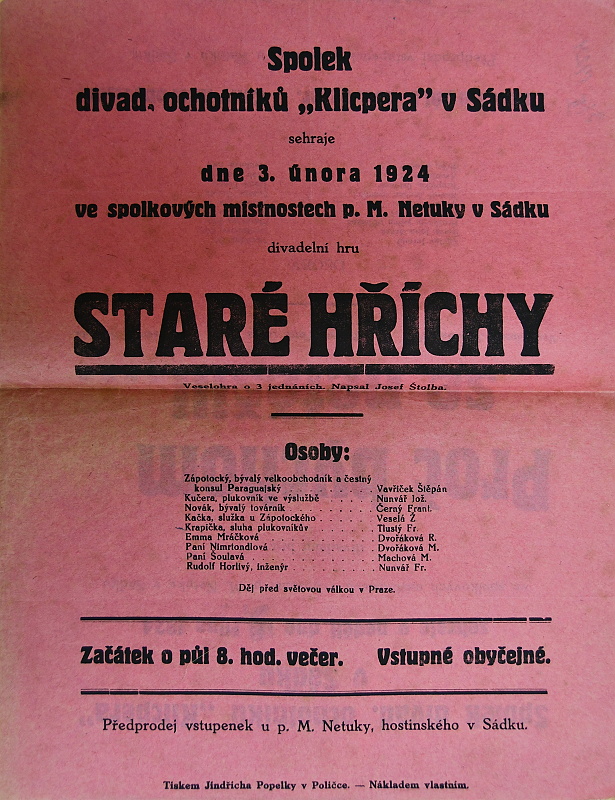 Spolek
divad. ochotníků „Klicpera” v Sádku
sehraje
dne 3. února 1924
ve spolkových místnostech p. M. Netuky v Sádku
divadelní hru
STARÉ HŘÍCHY
Veselohra o 3 jednáních. Napsal Josef Štolba.
Osoby:
Zápotocký, bývalý velkoobchodník a čestný
konsul Paraguajský . . . . . . . . . . Vavříček Štěpán
Kučera, plukovník ve výslužbě . . . . . . Nunvář Jož.
Novák, bývalý továrník . . . . . . . . . Černý Frant.
Kačka, služka u Zápotockého . . . . . . Veselá Ž
Krapička, sluha plukovníkův . . . . . . . Tlustý Fr.
Emma Mráčková . . . . . . . . . . Dvořáková R.
Paní Nimrlondlová . . . . . . . . . . Dvořáková M.
Paní Šoulavá . . . . . . . . . . . . Machová M.
Rudolf Horlivý, inženýr . . . . . . . . . Nunvář Fr.
Děj před světovou válkou v Praze.
Začátek o půl 8. hod. večer. Vstupné obyčejné.
Předprodej vstupenek u p. M. Netuky, hostinského v Sádku.
Tiskem Jindřicha Popelky v Poličce. — Nákladem vlastním.